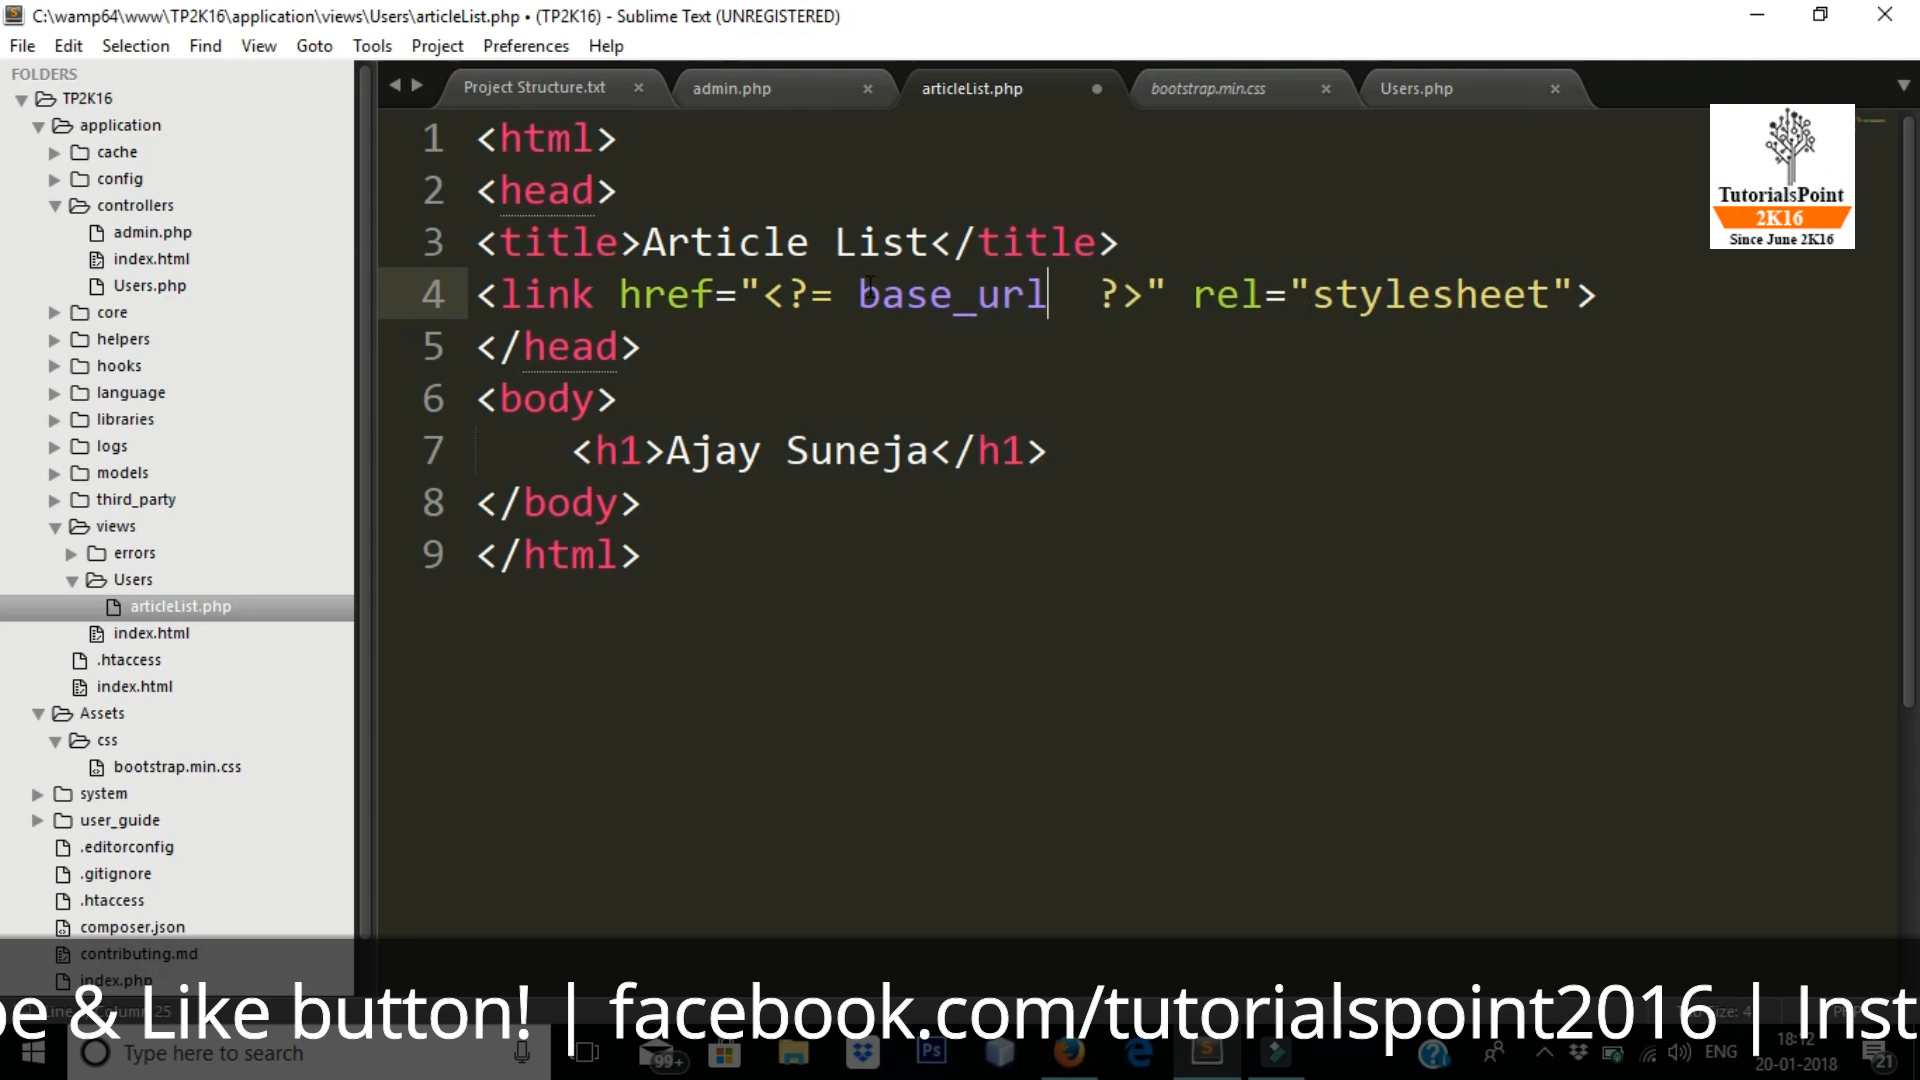 C:\wamp64\www\TP2K16\application\views\Users\articleList.php • (TP2K16) - Sublime Text (UNREGISTERED)
File Edit Selection Find View Goto Tools Project Preferences Help
FOLDERS
TP2K16
application
cache
config
controllers
admin.php
index.html
Users.php
core
helpers
hooks
language
libraries
logs
models
third_party
views
errors
Users
articleList.php
index.html
.htaccess
index.html
Assets
css
bootstrap.min.css
system
user_guide
.editorconfig
.gitignore
.htaccess
composer.json
contributing.md
index.php
Project Structure.txt
admin.php
articleList.php
bootstrap.min.css
Users.php
1 <html>
2 <head>
3 <title>Article List</title>
4 <link href="<?= base_url  ?>" rel="stylesheet">
5 </head>
6 <body>
7 <h1>Ajay Suneja</h1>
8 </body>
9 </html>
TutorialsPoint
2K16
Since June 2K16
be & Like button! | facebook.com/tutorialspoint2016 | Inst
Type here to search
99+
Ps
ENG
18:12
20-01-2018
21